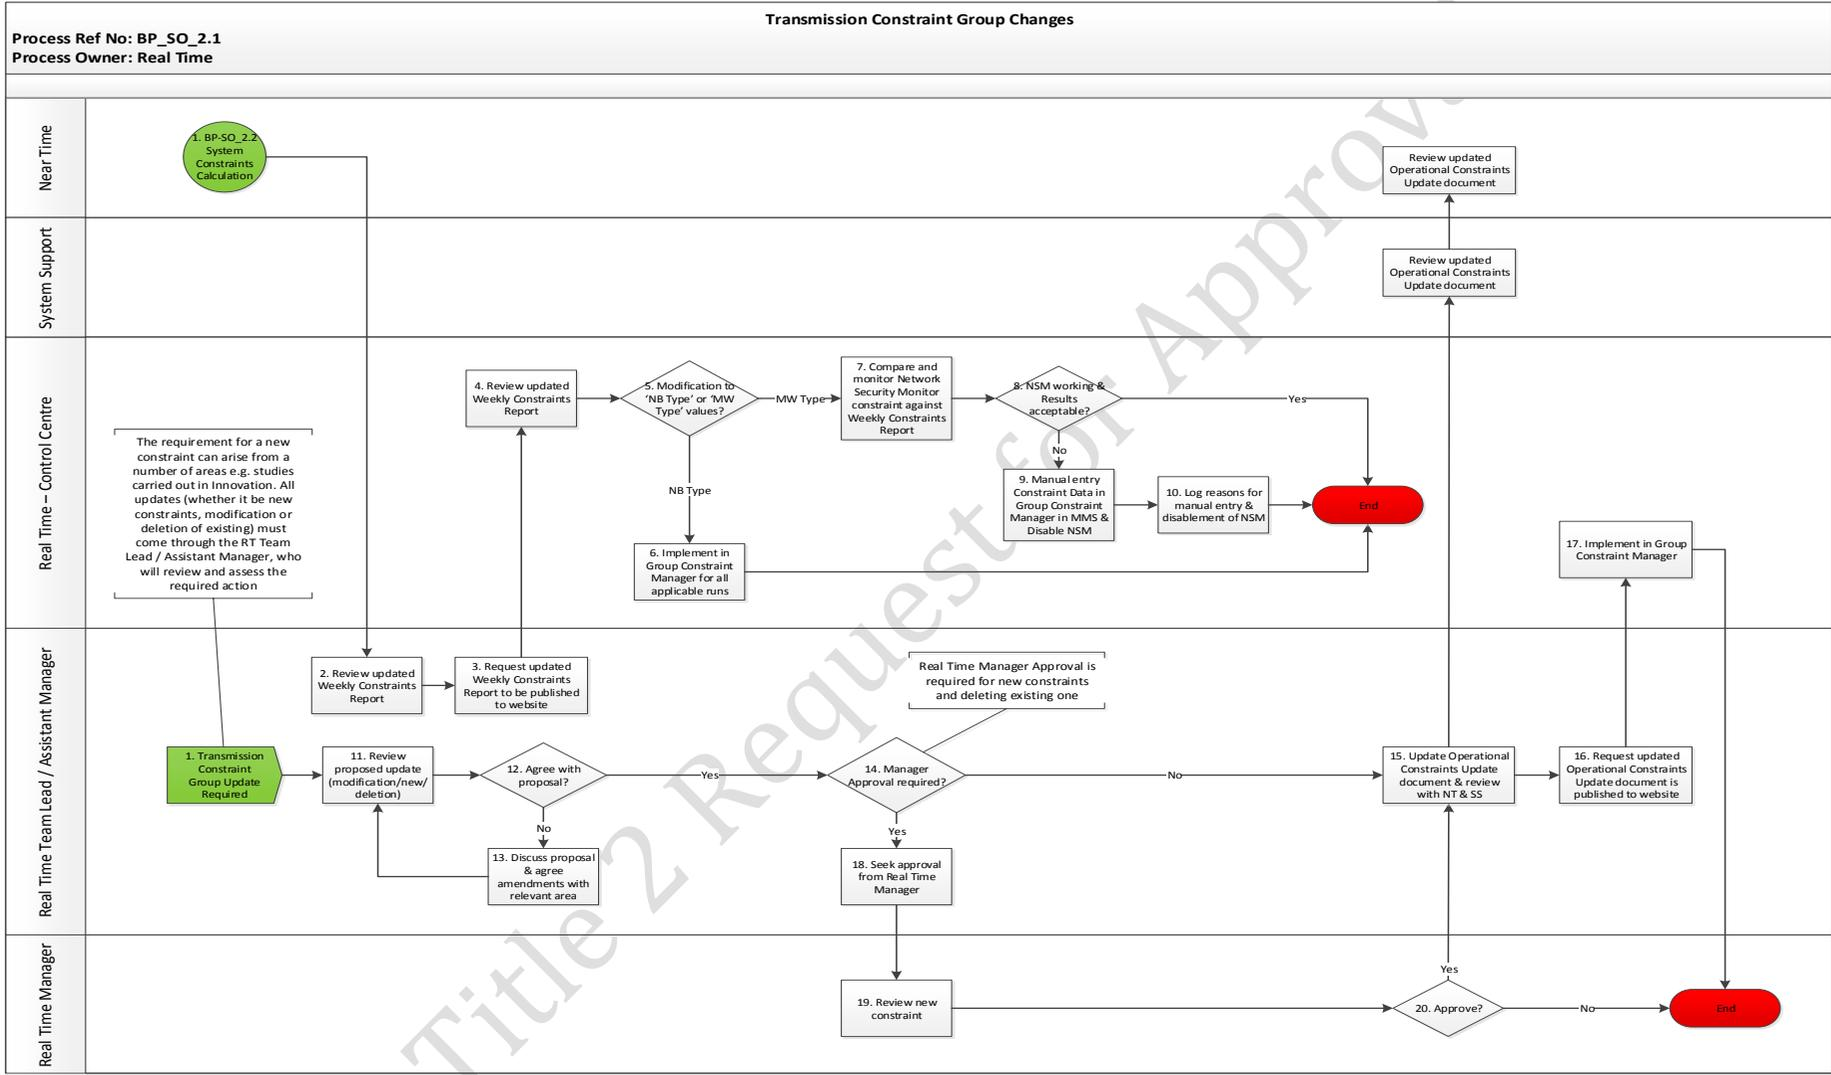 Transmission Constraint Group Changes
Process Ref No: BP_SO_2.1
Process Owner: Real Time
Near Time
1. BP-SO_2.2
System
Constraints
Calculation
Review updated
Operational Constraints
Update document
System Support
Review updated
Operational Constraints
Update document
Real Time – Control Centre
The requirement for a new
constraint can arise from a
number of areas e.g. studies
carried out in Innovation. All
updates (whether it be new
constraints, modification or
deletion of existing) must
come through the RT Team
Lead / Assistant Manager, who
will review and assess the
required action
4. Review updated
Weekly Constraints
Report
5. Modification to
‘NB Type’ or ‘MW
Type’ values?
MW Type
NB Type
6. Implement in
Group Constraint
Manager for all
applicable runs
7. Compare and
monitor Network
Security Monitor
constraint against
Weekly Constraints
Report
8. NSM working &
Results
acceptable?
Yes
No
9. Manual entry
Constraint Data in
Group Constraint
Manager in MMS &
Disable NSM
10. Log reasons for
manual entry &
disablement of NSM
End
17. Implement in Group
Constraint Manager
Real Time Team Lead / Assistant Manager
2. Review updated
Weekly Constraints
Report
3. Request updated
Weekly Constraints
Report to be published
to website
Real Time Manager Approval is
required for new constraints
and deleting existing one
1. Transmission
Constraint
Group Update
Required
11. Review
proposed update
(modification/new/
deletion)
12. Agree with
proposal?
Yes
No
13. Discuss proposal
& agree
amendments with
relevant area
14. Manager
Approval required?
No
Yes
18. Seek approval
from Real Time
Manager
15. Update Operational
Constraints Update
document & review
with NT & SS
16. Request updated
Operational Constraints
Update document is
published to website
Real Time Manager
19. Review new
constraint
20. Approve?
Yes
No
End
Title 2 Request for Approva